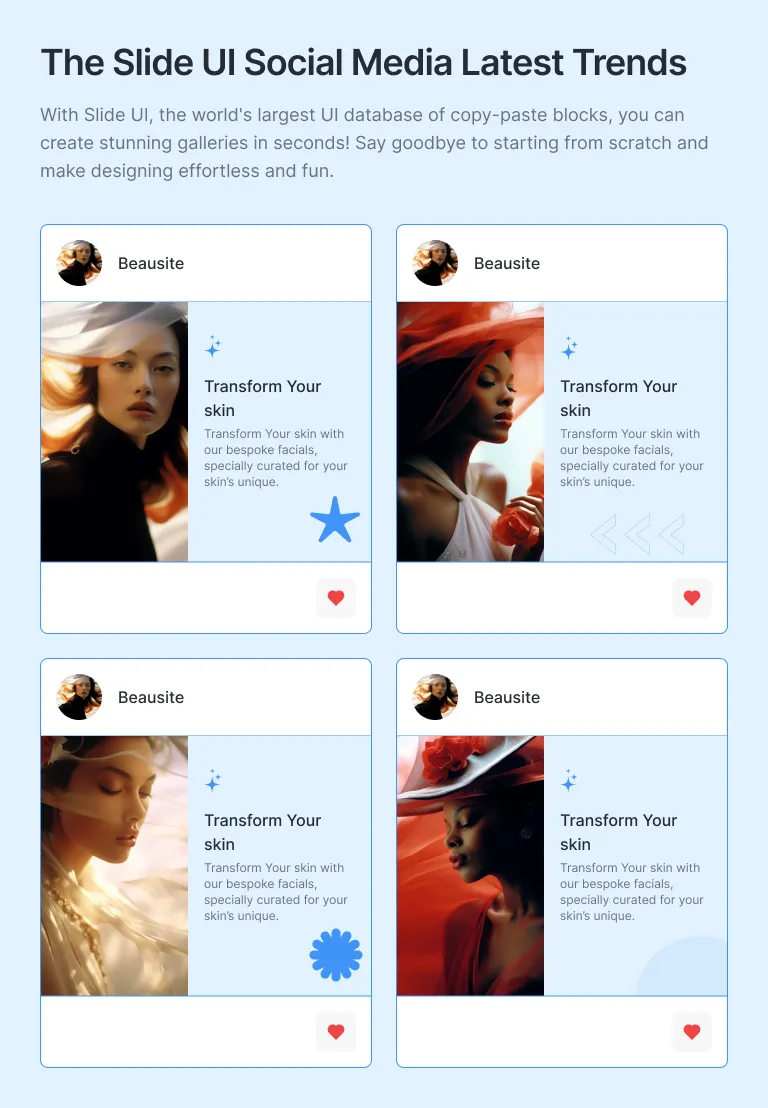 The Slide UI Social Media Latest Trends
With Slide UI, the world's largest UI database of copy-paste blocks, you can
create stunning galleries in seconds! Say goodbye to starting from scratch and
make designing effortless and fun.
Beausite
Transform Your
skin
Transform Your skin with
our bespoke facials,
specially curated for your
skin’s unique.
Beausite
Transform Your
skin
Transform Your skin with
our bespoke facials,
specially curated for your
skin’s unique.
Beausite
Transform Your
skin
Transform Your skin with
our bespoke facials,
specially curated for your
skin’s unique.
Beausite
Transform Your
skin
Transform Your skin with
our bespoke facials,
specially curated for your
skin’s unique.